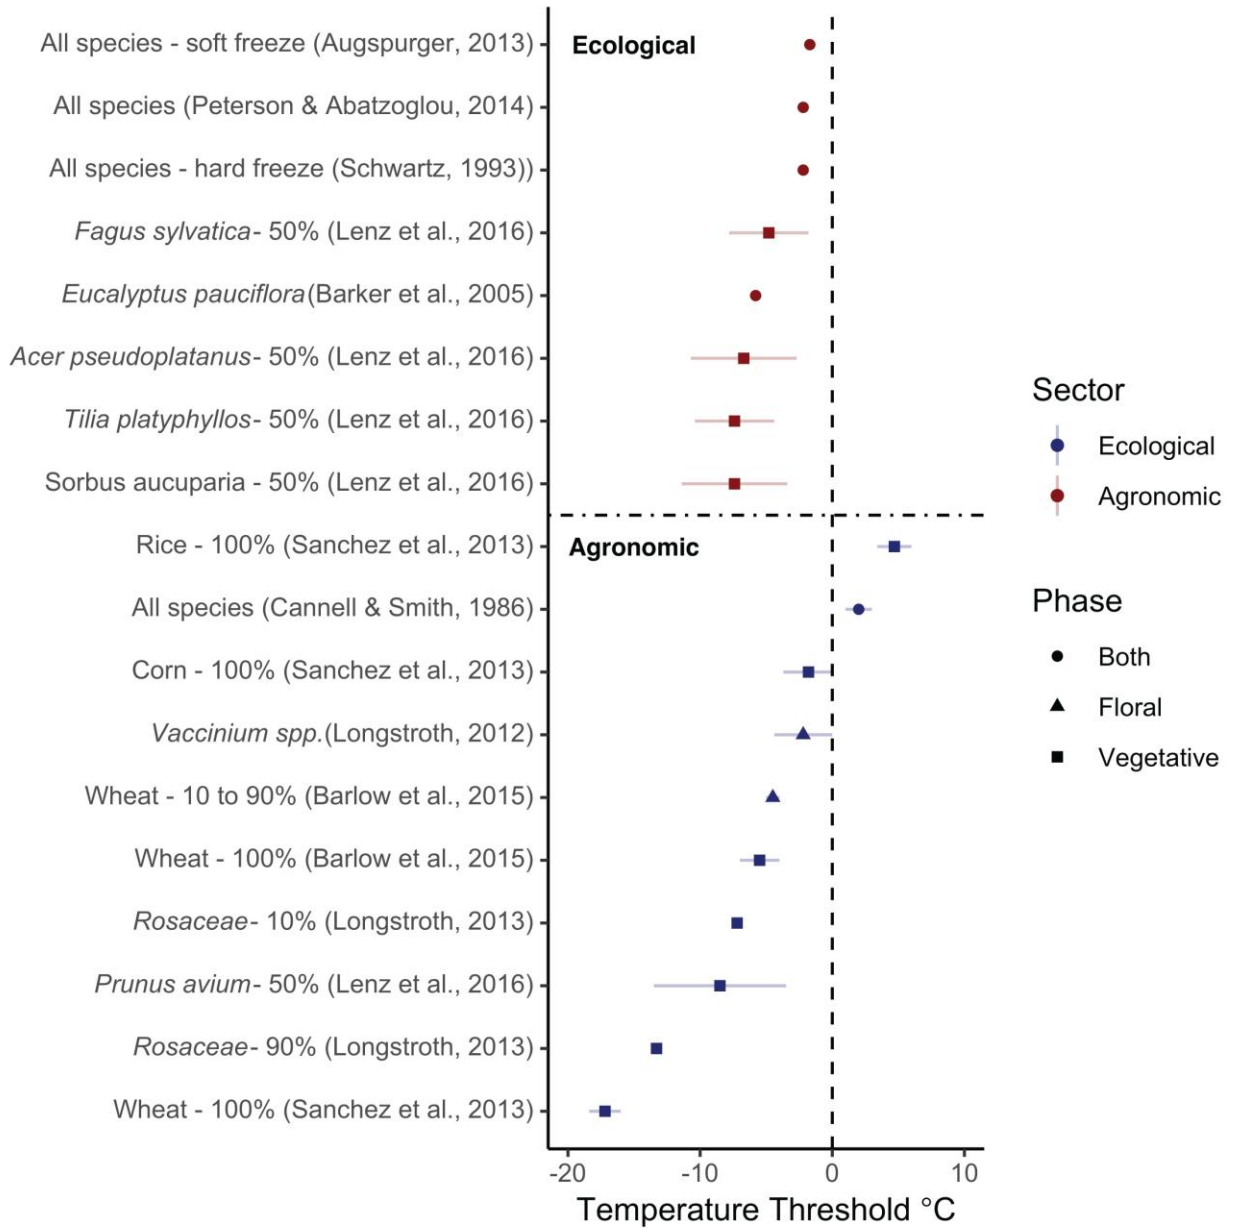 All species - soft freeze (Augspurger, 2013)
Ecological
All species (Peterson & Abatzoglou, 2014)
All species - hard freeze (Schwartz, 1993))
Fagus sylvatica- 50% (Lenz et al., 2016)
Eucalyptus pauciflora(Barker et al., 2005)
Acer pseudoplatanus- 50% (Lenz et al., 2016)
Tilia platyphyllos- 50% (Lenz et al., 2016)
Sorbus aucuparia - 50% (Lenz et al., 2016)
Rice - 100% (Sanchez et al., 2013)
Agronomic
All species (Cannell & Smith, 1986)
Corn - 100% (Sanchez et al., 2013)
Vaccinium spp.(Longstroth, 2012)
Wheat - 10 to 90% (Barlow et al., 2015)
Wheat - 100% (Barlow et al., 2015)
Rosaceae- 10% (Longstroth, 2013)
Prunus avium- 50% (Lenz et al., 2016)
Rosaceae- 90% (Longstroth, 2013)
Wheat - 100% (Sanchez et al., 2013)
-20 -10 0 10
Temperature Threshold °C
Sector
Ecological
Agronomic
Phase
Both
Floral
Vegetative